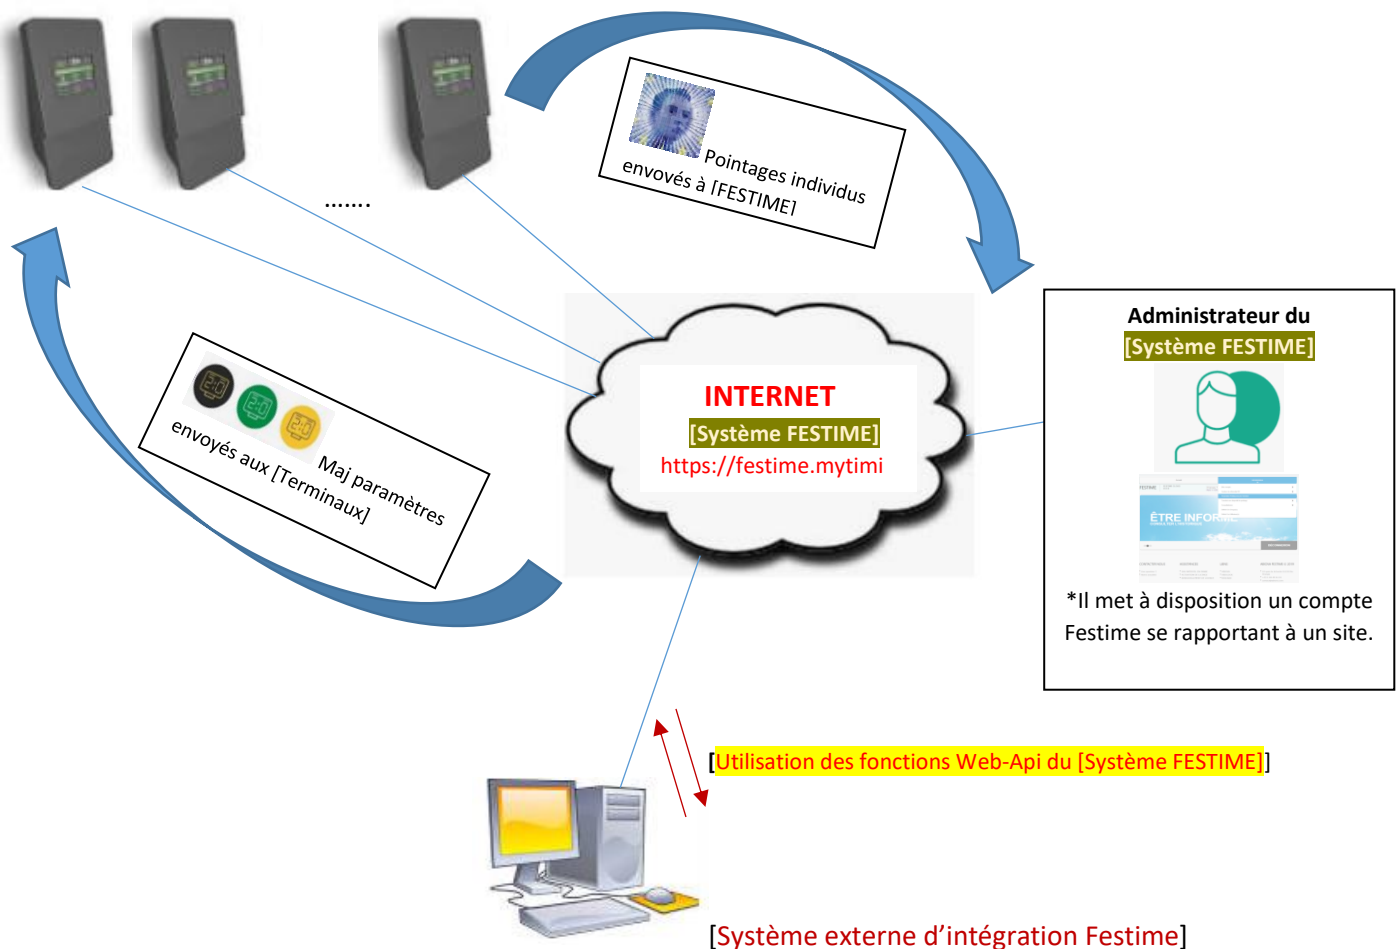 .......
Pointages individus
envovés à [FESTIME]
Maj paramètres
envoyés aux [Terminaux]
INTERNET
[Système FESTIME]
https://festime.mytimi
Administrateur du
[Système FESTIME]
FESTIME
ÊTRE INFORMÉ
*Il met à disposition un compte
Festime se rapportant à un site.
[Utilisation des fonctions Web-Api du [Système FESTIME]]
[Système externe d’intégration Festime]